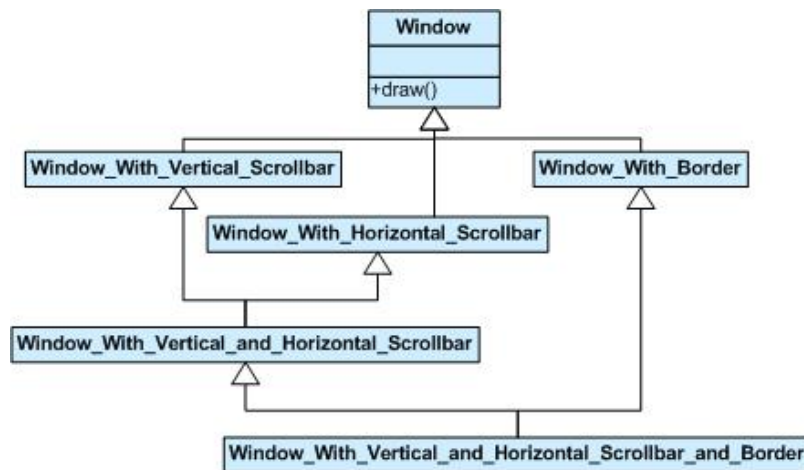 Window
+draw()
Window_With_Vertical_Scrollbar
Window_With_Border
Window_With_Horizontal_Scrollbar
Window_With_Vertical_and_Horizontal_Scrollbar
Window_With_Vertical_and_Horizontal_Scrollbar_and_Border